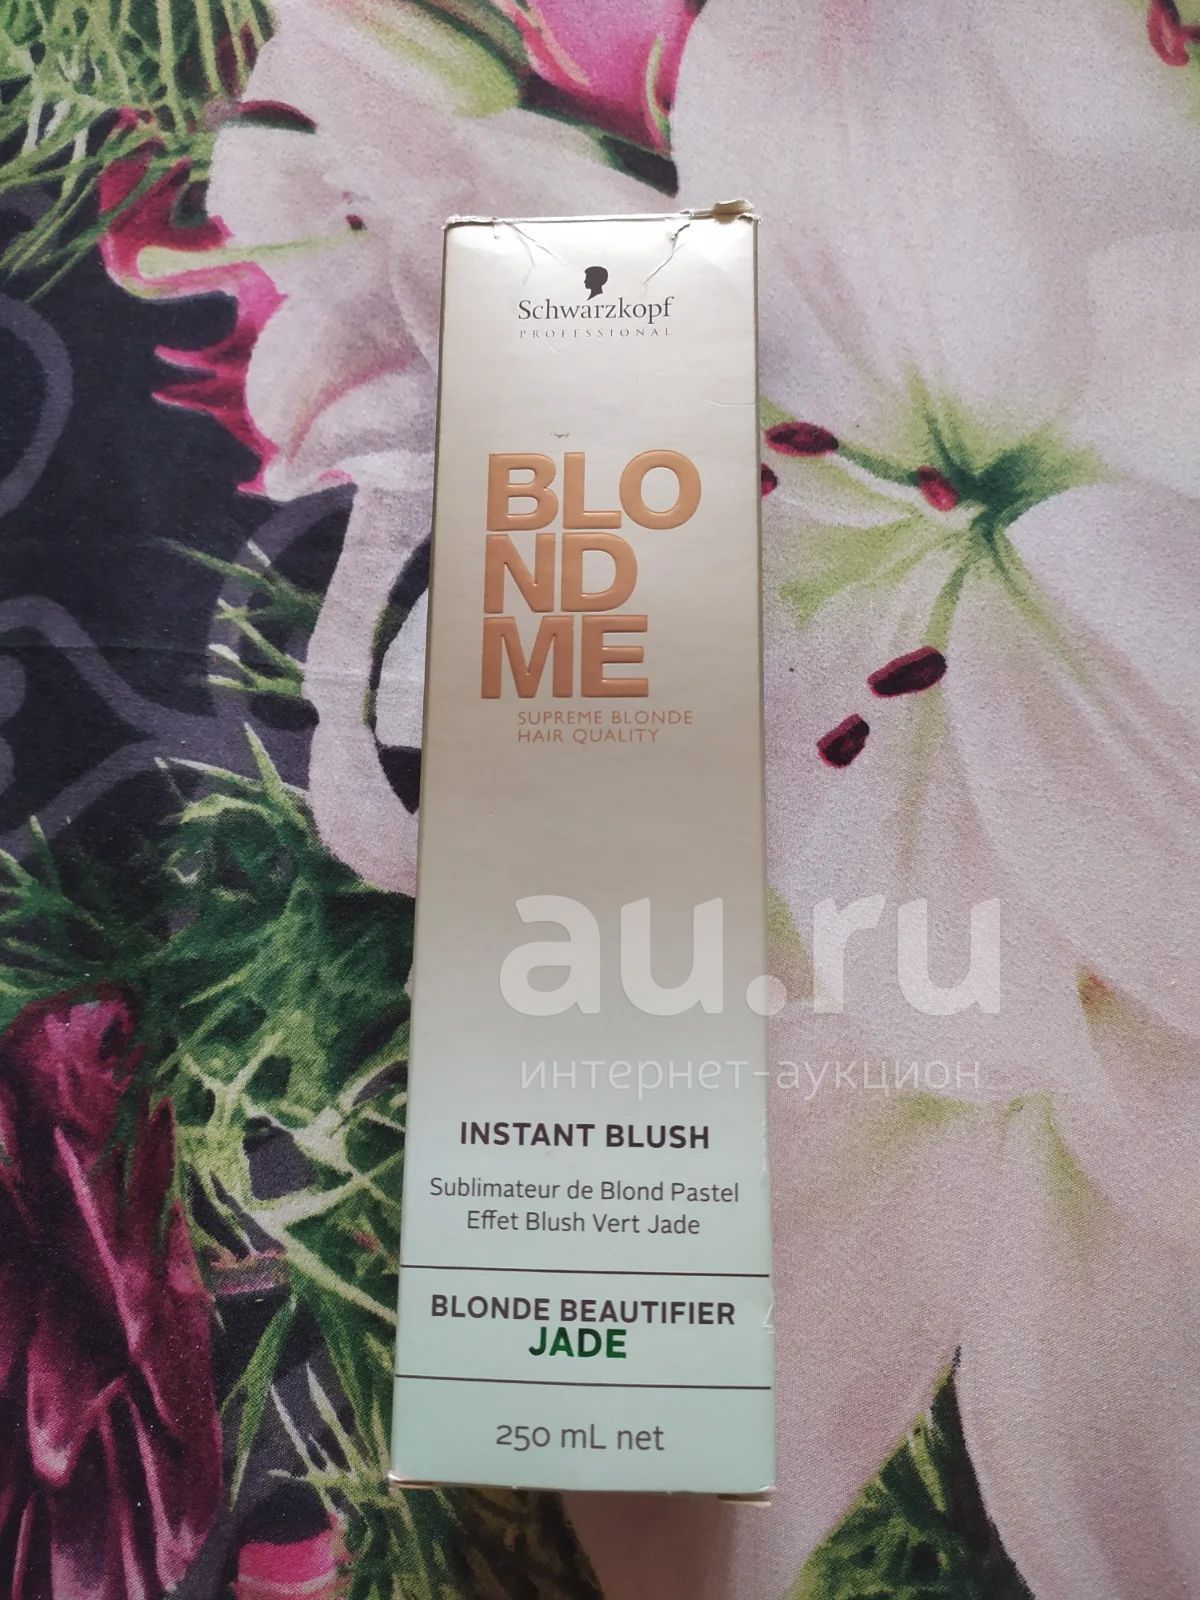 Schwarzkopf
PROFESSIONAL
BLO
ND
ME
SUPREME BLONDE
HAIR QUALITY
au.ru
интернет-аукцион
INSTANT BLUSH
Sublimateur de Blond Pastel
Effet Blush Vert Jade
BLONDE BEAUTIFIER
JADE
250 mL net